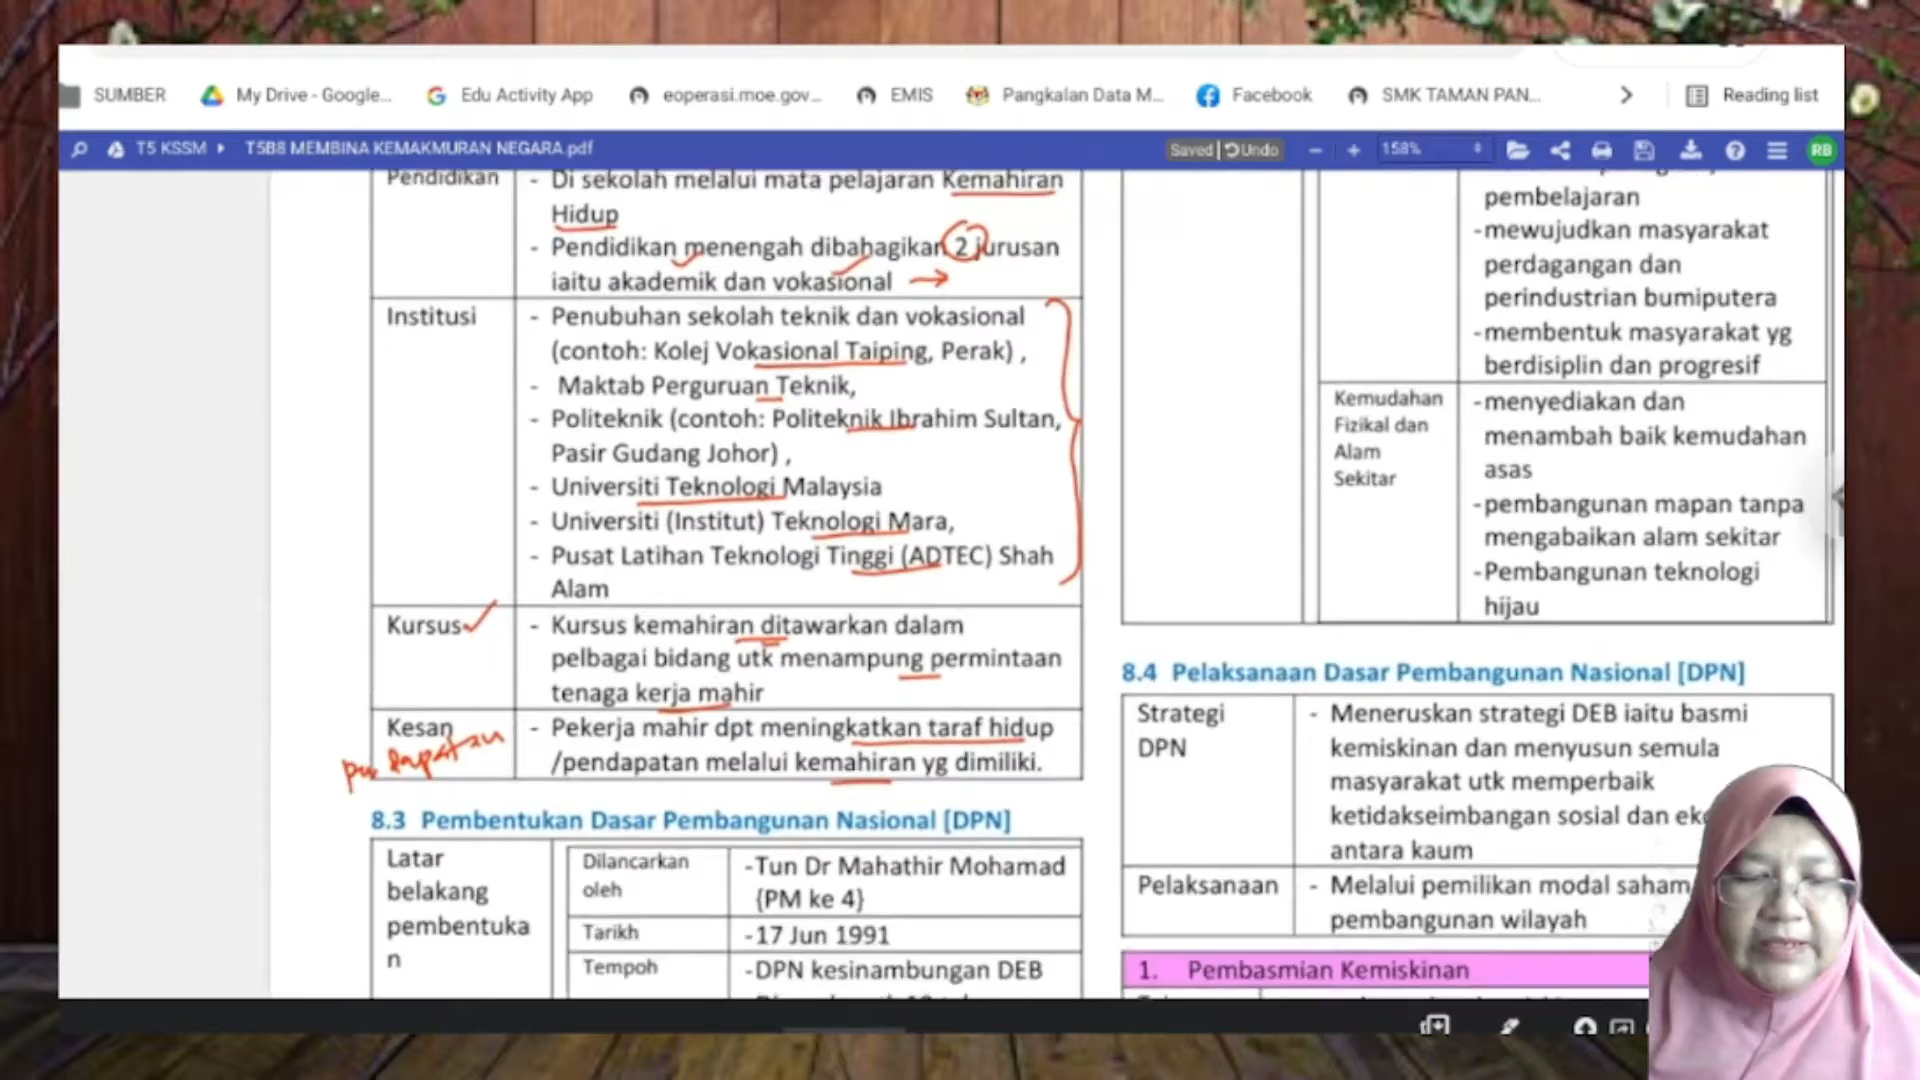 SUMBER
My Drive - Google...
Edu Activity App
eoperasi.moe.gov...
EMIS
Pangkalan Data M...
Facebook
SMK TAMAN PAN...
Reading list
T5 KSSM
T5B8 MEMBINA KEMAKMURAN NEGARA.pdf
Saved
Undo
158%
RB
Pendidikan
- Di sekolah melalui mata pelajaran Kemahiran
Hidup
- Pendidikan menengah dibahagikan 2 jurusan
iaitu akademik dan vokasional
Institusi
- Penubuhan sekolah teknik dan vokasional
(contoh: Kolej Vokasional Taiping, Perak) ,
- Maktab Perguruan Teknik,
- Politeknik (contoh: Politeknik Ibrahim Sultan,
Pasir Gudang Johor) ,
- Universiti Teknologi Malaysia
- Universiti (Institut) Teknologi Mara,
- Pusat Latihan Teknologi Tinggi (ADTEC) Shah
Alam
Kursus
- Kursus kemahiran ditawarkan dalam
pelbagai bidang utk menampung permintaan
tenaga kerja mahir
Kesan
- Pekerja mahir dpt meningkatkan taraf hidup
/pendapatan melalui kemahiran yg dimiliki.
8.3 Pembentukan Dasar Pembangunan Nasional [DPN]
Latar
belakang
pembentuka
n
Dilancarkan
oleh
-Tun Dr Mahathir Mohamad
{PM ke 4}
Tarikh
-17 Jun 1991
Tempoh
-DPN kesinambungan DEB
pembelajaran
-mewujudkan masyarakat
perdagangan dan
perindustrian bumiputera
-membentuk masyarakat yg
berdisiplin dan progresif
Kemudahan
Fizikal dan
Alam
Sekitar
-menyediakan dan
menambah baik kemudahan
asas
-pembangunan mapan tanpa
mengabaikan alam sekitar
-Pembangunan teknologi
hijau
8.4 Pelaksanaan Dasar Pembangunan Nasional [DPN]
Strategi
DPN
- Meneruskan strategi DEB iaitu basmi
kemiskinan dan menyusun semula
masyarakat utk memperbaik
ketidakseimbangan sosial dan
antara kaum
Pelaksanaan
- Melalui pemilikan modal saham
pembangunan wilayah
1. Pembasmian Kemiskinan